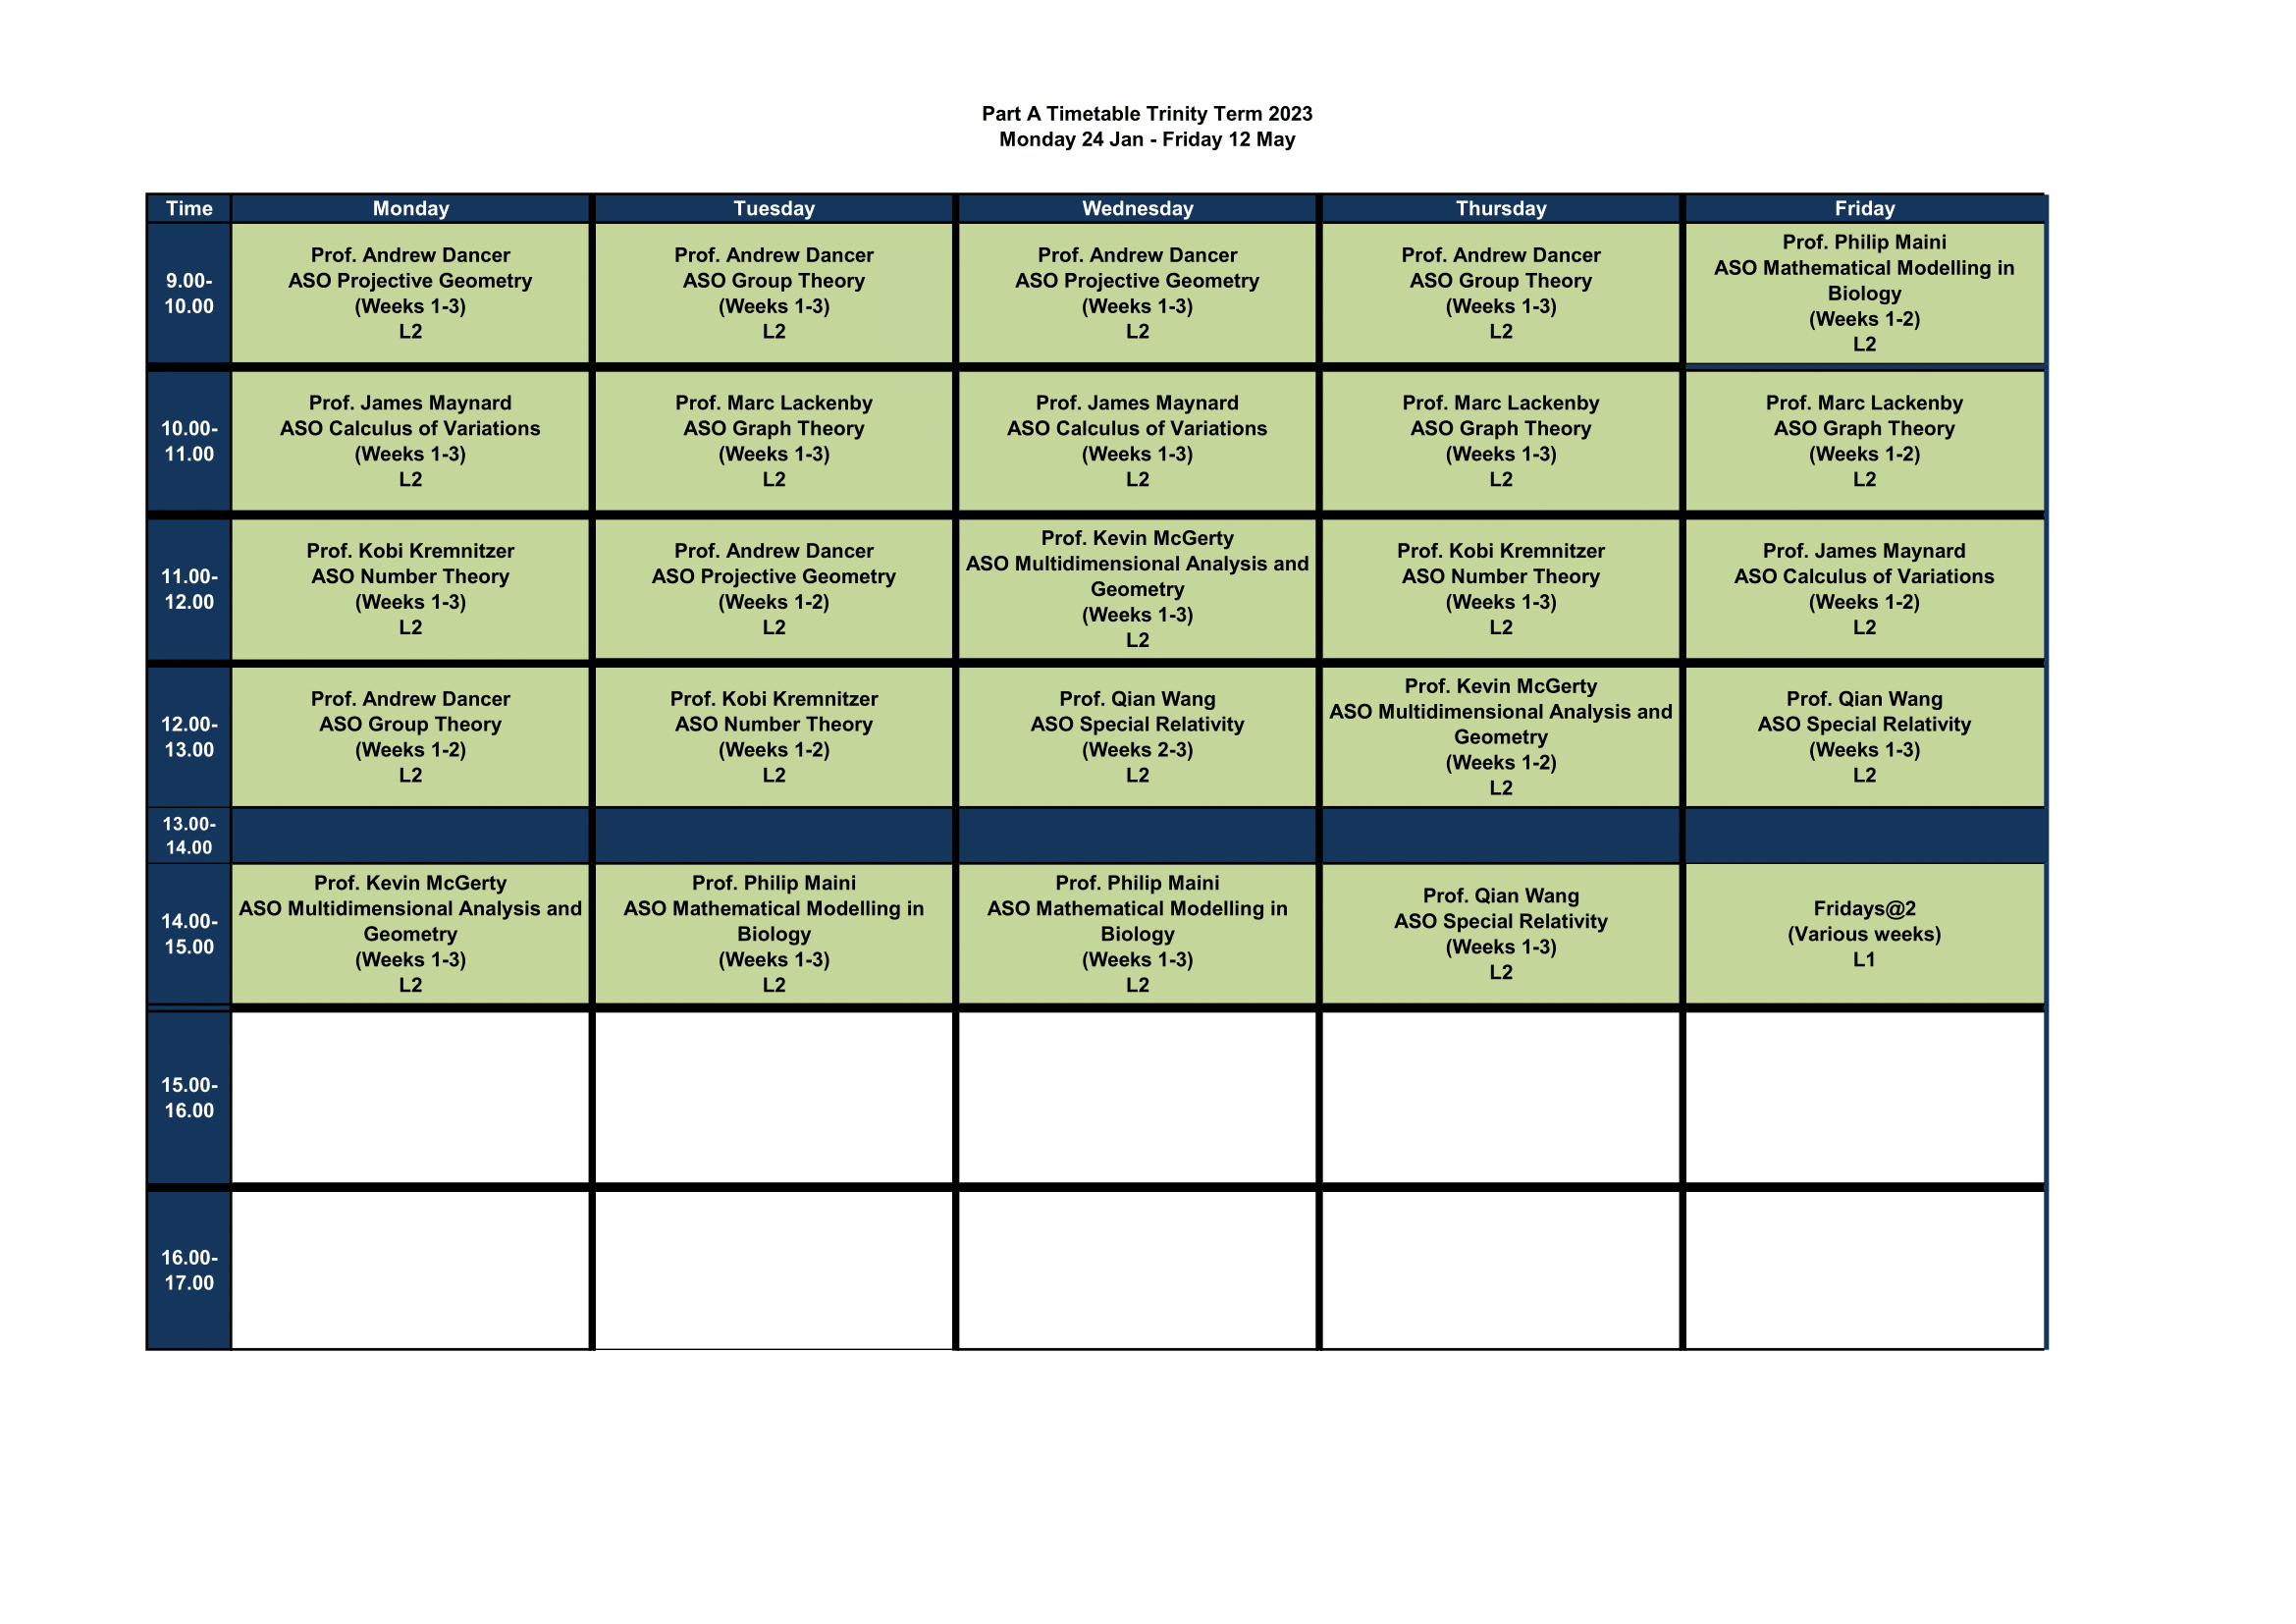 Part A Timetable Trinity Term 2023
Monday 24 Jan - Friday 12 May
Time
Monday
Tuesday
Wednesday
Thursday
Friday
9.00-
10.00
Prof. Andrew Dancer
ASO Projective Geometry
(Weeks 1-3)
L2
Prof. Andrew Dancer
ASO Group Theory
(Weeks 1-3)
L2
Prof. Andrew Dancer
ASO Projective Geometry
(Weeks 1-3)
L2
Prof. Andrew Dancer
ASO Group Theory
(Weeks 1-3)
L2
Prof. Philip Maini
ASO Mathematical Modelling in
Biology
(Weeks 1-2)
L2
10.00-
11.00
Prof. James Maynard
ASO Calculus of Variations
(Weeks 1-3)
L2
Prof. Marc Lackenby
ASO Graph Theory
(Weeks 1-3)
L2
Prof. James Maynard
ASO Calculus of Variations
(Weeks 1-3)
L2
Prof. Marc Lackenby
ASO Graph Theory
(Weeks 1-3)
L2
Prof. Marc Lackenby
ASO Graph Theory
(Weeks 1-2)
L2
11.00-
12.00
Prof. Kobi Kremnitzer
ASO Number Theory
(Weeks 1-3)
L2
Prof. Andrew Dancer
ASO Projective Geometry
(Weeks 1-2)
L2
Prof. Kevin McGerty
ASO Multidimensional Analysis and
Geometry
(Weeks 1-3)
L2
Prof. Kobi Kremnitzer
ASO Number Theory
(Weeks 1-3)
L2
Prof. James Maynard
ASO Calculus of Variations
(Weeks 1-2)
L2
12.00-
13.00
Prof. Andrew Dancer
ASO Group Theory
(Weeks 1-2)
L2
Prof. Kobi Kremnitzer
ASO Number Theory
(Weeks 1-2)
L2
Prof. Qian Wang
ASO Special Relativity
(Weeks 2-3)
L2
Prof. Kevin McGerty
ASO Multidimensional Analysis and
Geometry
(Weeks 1-2)
L2
Prof. Qian Wang
ASO Special Relativity
(Weeks 1-3)
L2
13.00-
14.00
14.00-
15.00
Prof. Kevin McGerty
ASO Multidimensional Analysis and
Geometry
(Weeks 1-3)
L2
Prof. Philip Maini
ASO Mathematical Modelling in
Biology
(Weeks 1-3)
L2
Prof. Philip Maini
ASO Mathematical Modelling in
Biology
(Weeks 1-3)
L2
Prof. Qian Wang
ASO Special Relativity
(Weeks 1-3)
L2
Fridays@2
(Various weeks)
L1
15.00-
16.00
16.00-
17.00